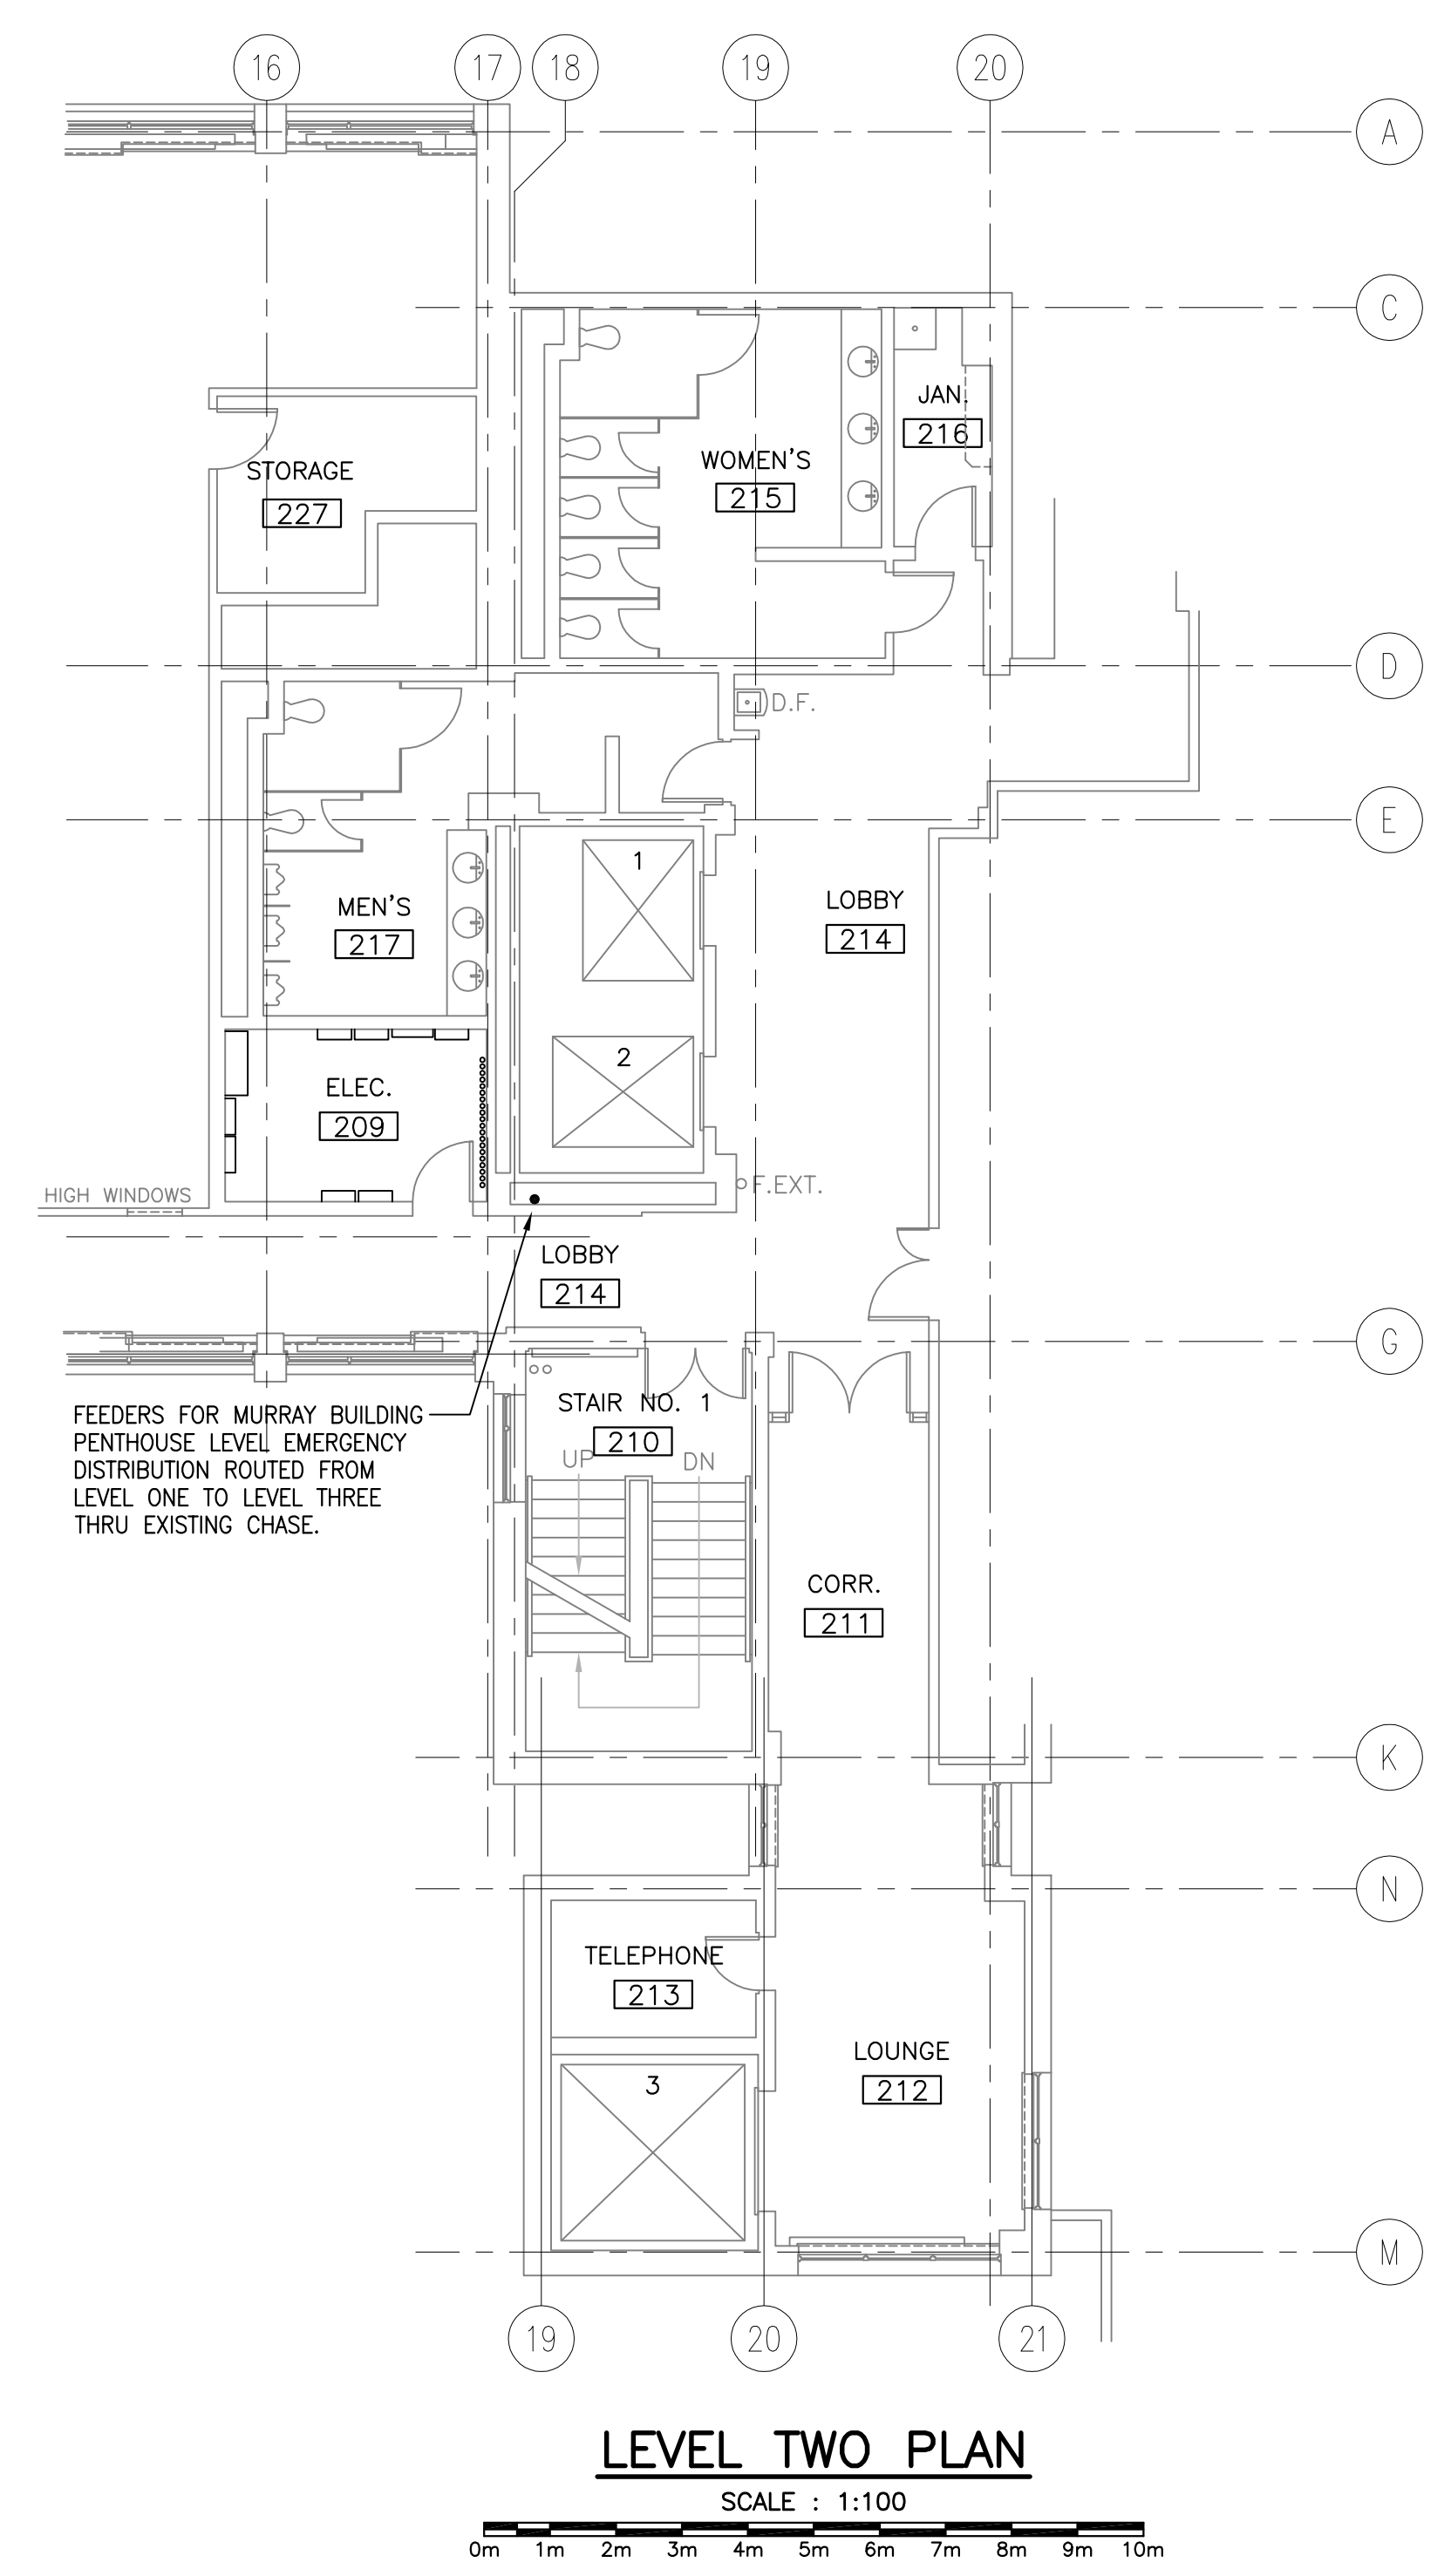 16 17 18 19 20
A
C
JAN.
216
WOMEN'S
215
STORAGE
227
D
D.F.
E
1
LOBBY
214
MEN'S
217
2
ELEC.
209
HIGH WINDOWS
F.EXT.
LOBBY
214
G
STAIR NO. 1
210
UP DN
FEEDERS FOR MURRAY BUILDING
PENTHOUSE LEVEL EMERGENCY
DISTRIBUTION ROUTED FROM
LEVEL ONE TO LEVEL THREE
THRU EXISTING CHASE.
CORR.
211
K
N
TELEPHONE
213
LOUNGE
212
3
M
19 20 21
LEVEL TWO PLAN
SCALE : 1:100
0m 1m 2m 3m 4m 5m 6m 7m 8m 9m 10m